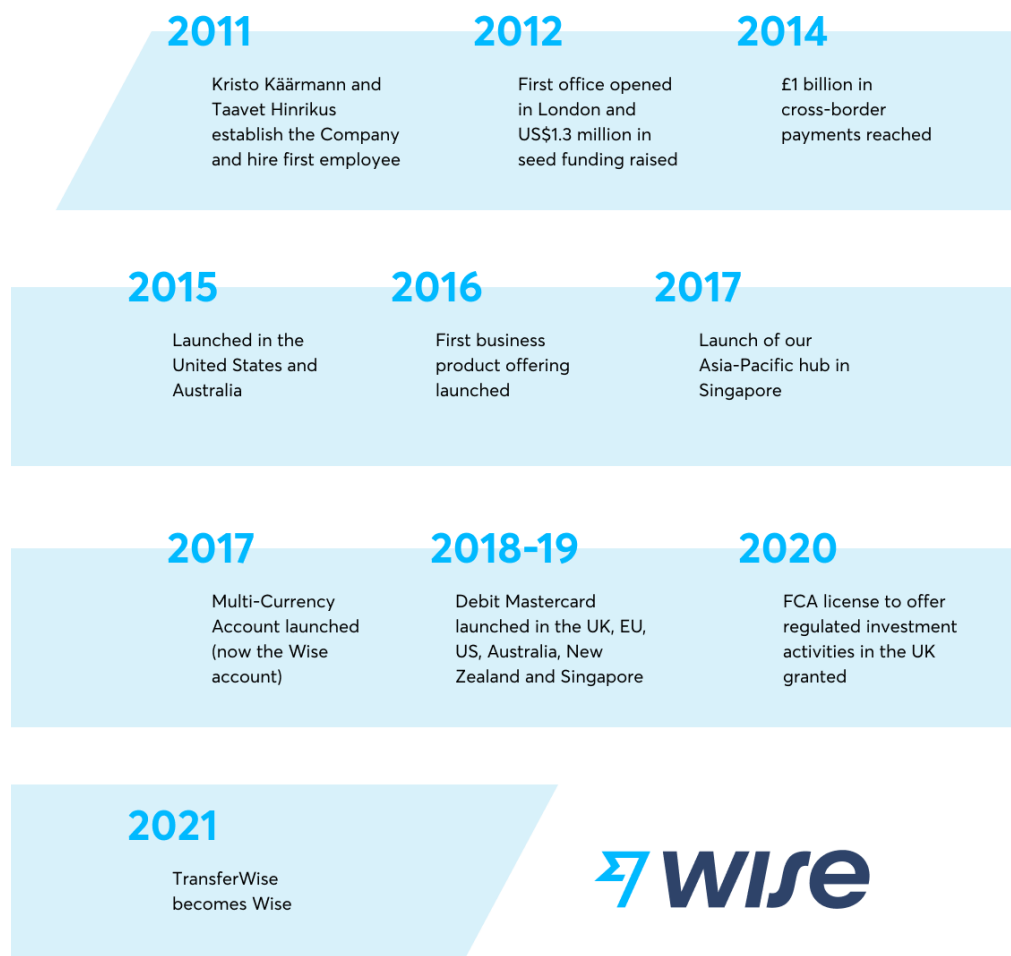 2011
Kristo Käärmann and
Taavet Hinrikus
establish the Company
and hire first employee
2012
First office opened
in London and
US$1.3 million in
seed funding raised
2014
£1 billion in
cross-border
payments reached
2015
Launched in the
United States and
Australia
2016
First business
product offering
launched
2017
Launch of our
Asia-Pacific hub in
Singapore
2017
Multi-Currency
Account launched
(now the Wise
account)
2018-19
Debit Mastercard
launched in the UK, EU,
US, Australia, New
Zealand and Singapore
2020
FCA license to offer
regulated investment
activities in the UK
granted
2021
TransferWise
becomes Wise
wise